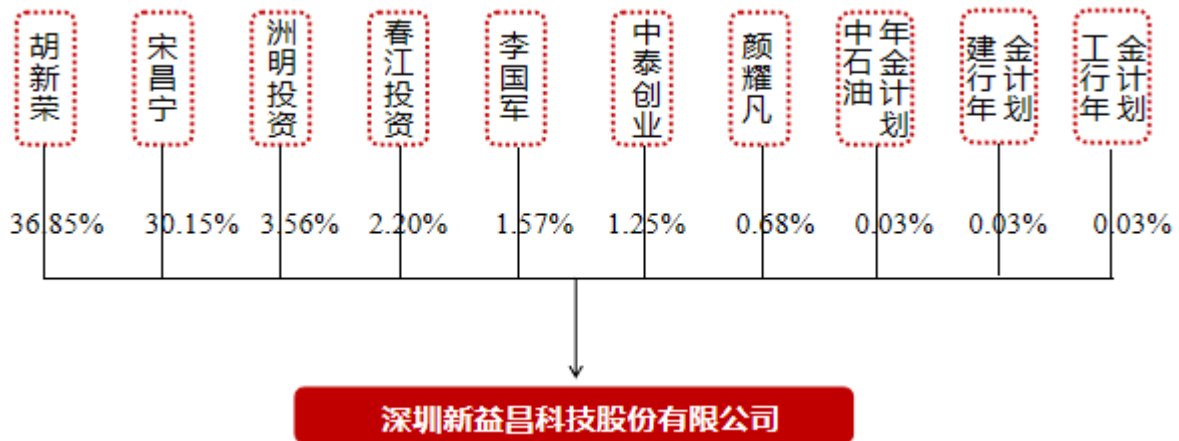 胡新荣
宋昌宁
洲明投资
春江投资
李国军
中泰创业
颜耀凡
中石油
年金计划
建行年
金计划
工行年
金计划
36.85%
30.15%
3.56%
2.20%
1.57%
1.25%
0.68%
0.03%
0.03%
0.03%
深圳新益昌科技股份有限公司